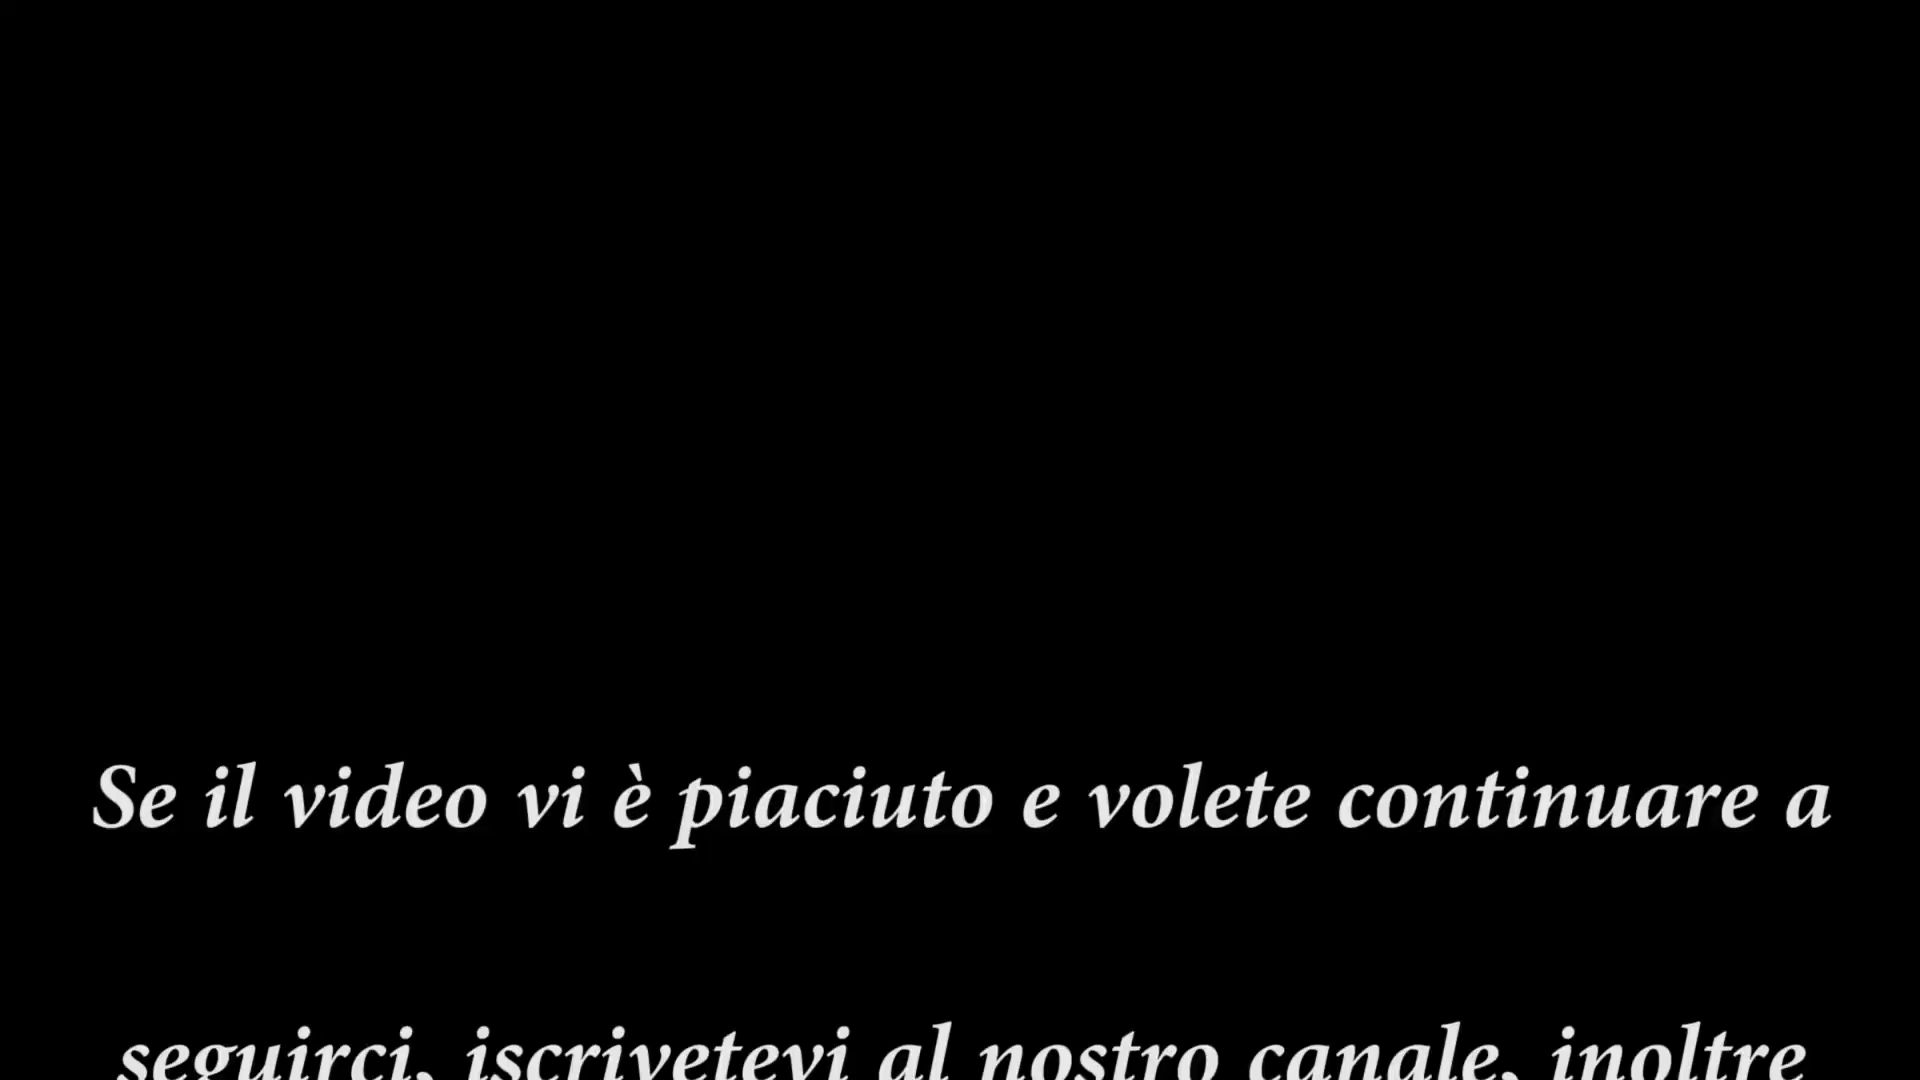 Se il video vi è piaciuto e volete continuare a
seguirci, iscrivetevi al nostro canale, inoltre